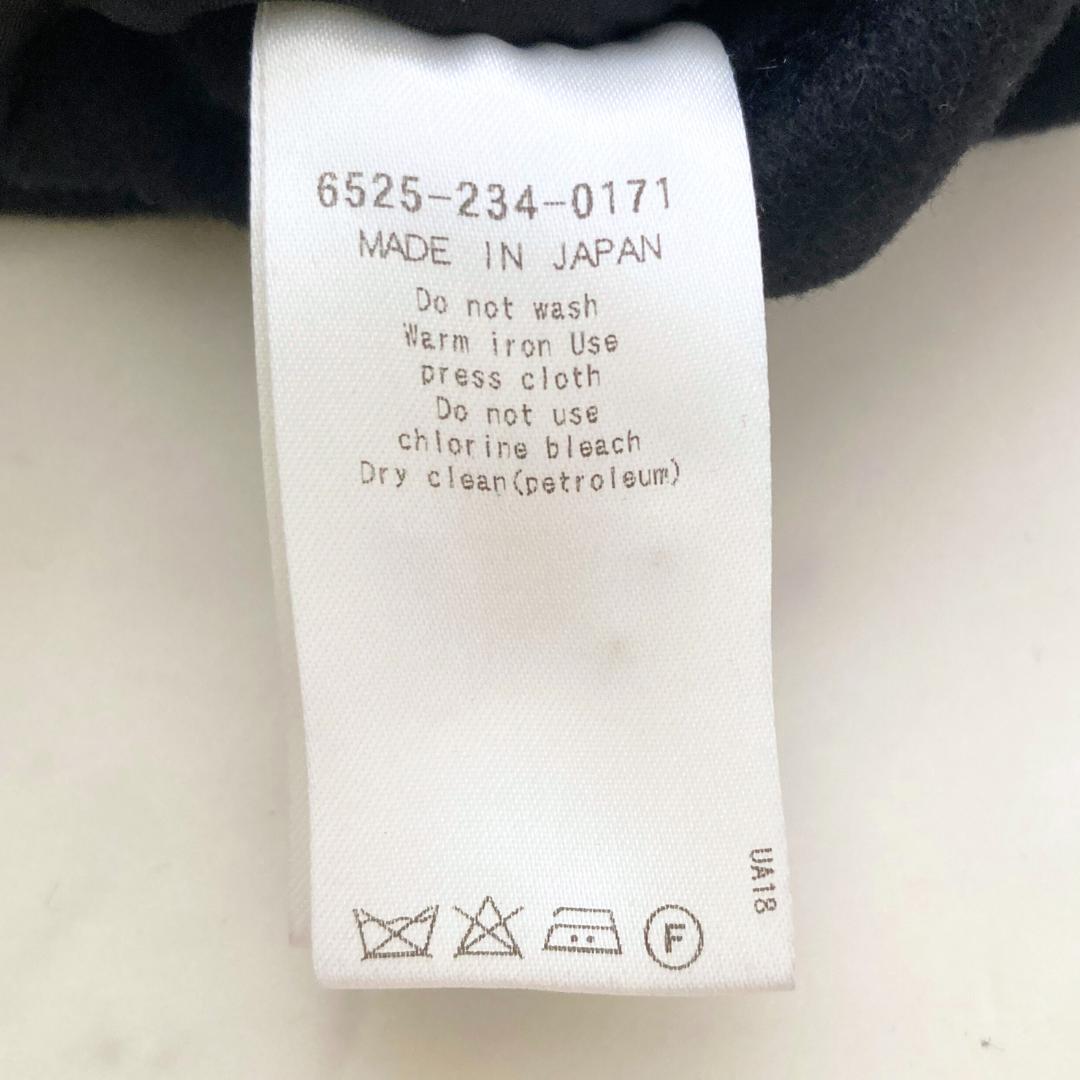 6525-234-0171
MADE IN JAPAN
Do not wash
Warm iron Use
press cloth
Do not use
chlorine bleach
Dry clean(petroleum)
UA18
F